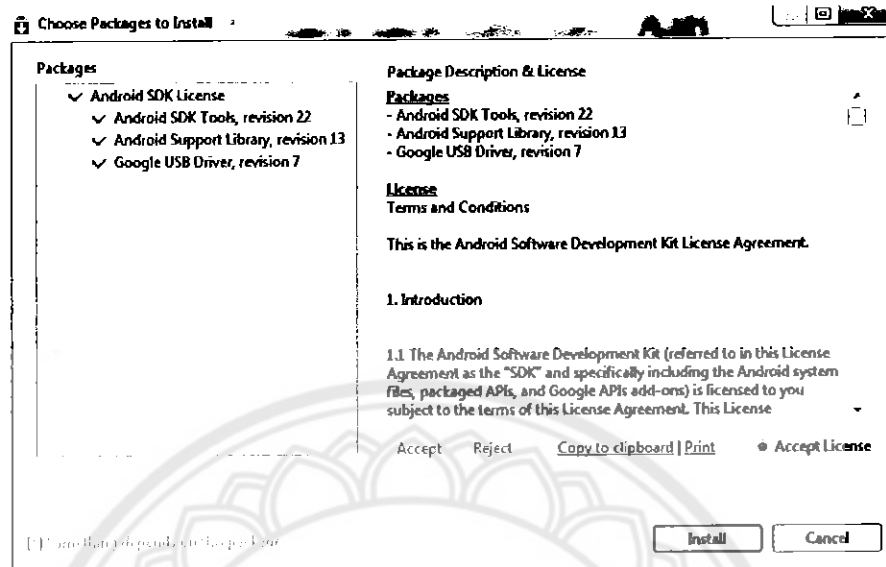 Choose Packages to Install
Packages
Android SDK License
Android SDK Tools, revision 22
Android Support Library, revision 13
Google USB Driver, revision 7
Package Description & License
Packages
- Android SDK Tools, revision 22
- Android Support Library, revision 13
- Google USB Driver, revision 7
License
Terms and Conditions
This is the Android Software Development Kit License Agreement.
1. Introduction
1.1 The Android Software Development Kit (referred to in this License
Agreement as the "SDK" and specifically including the Android system
files, packaged APIs, and Google APIs add-ons) is licensed to you
subject to the terms of this License Agreement. This License
Accept Reject Copy to clipboard | Print Accept License
[*] Something depends on this package
Install Cancel